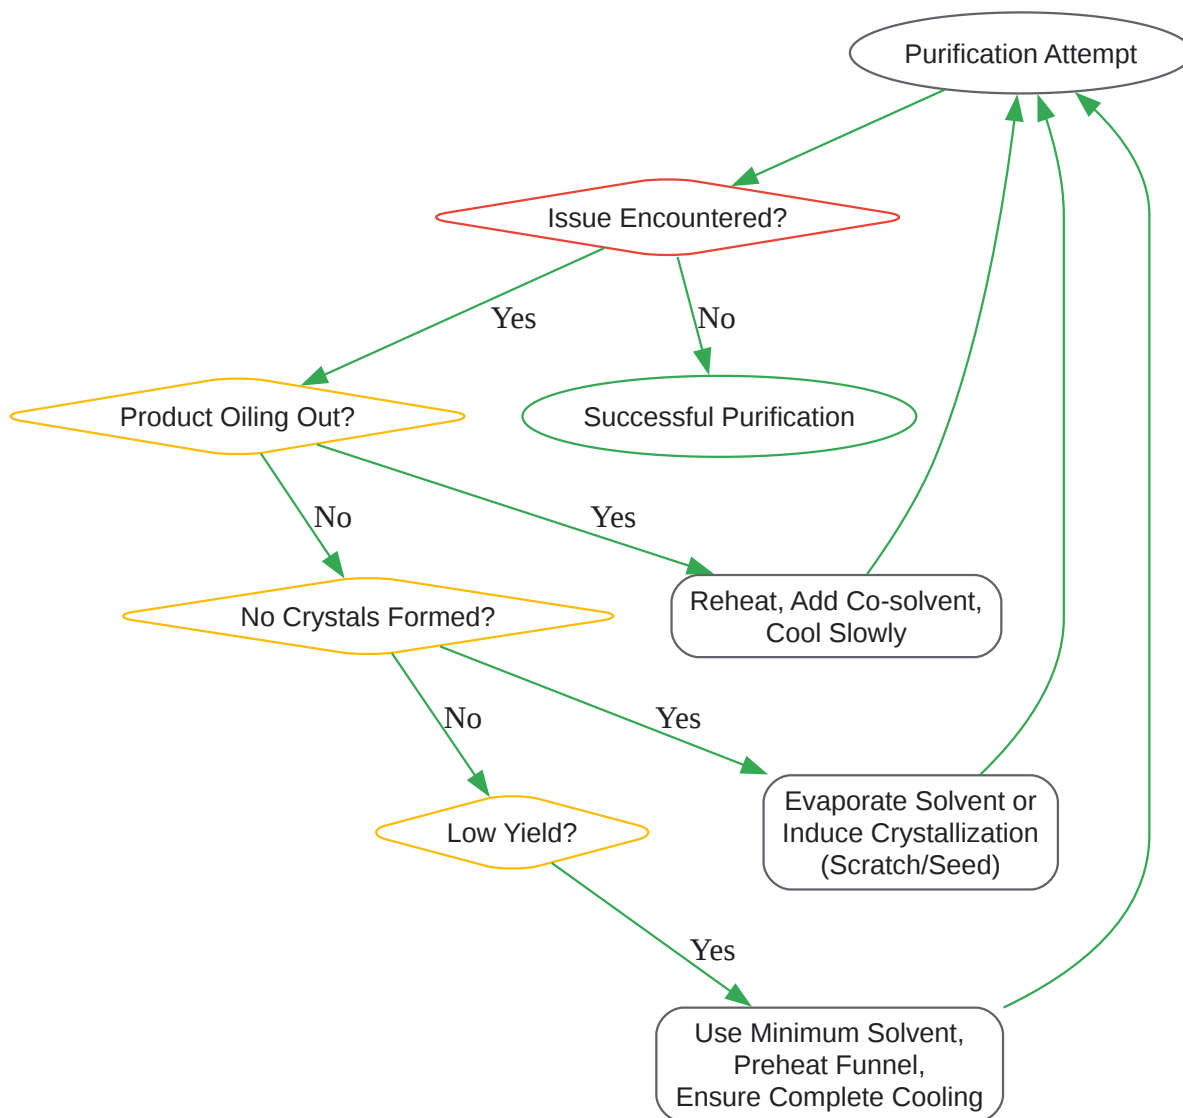 Purification Attempt
Issue Encountered?
Yes
No
Product Oiling Out?
Successful Purification
No
Yes
No Crystals Formed?
Reheat, Add Co-solvent,
Cool Slowly
No
Yes
Low Yield?
Evaporate Solvent or
Induce Crystallization
(Scratch/Seed)
Yes
Use Minimum Solvent,
Preheat Funnel,
Ensure Complete Cooling